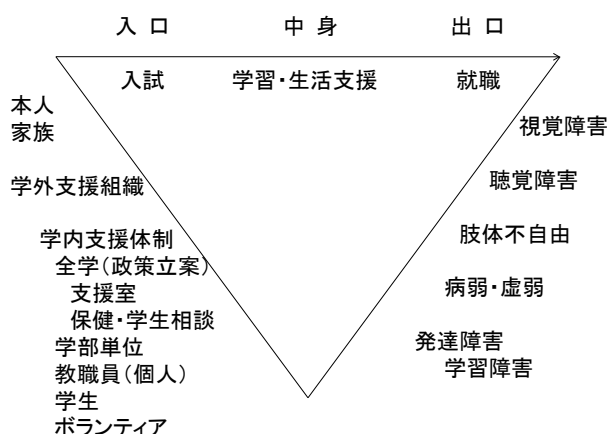 入口 中身 出口
入試 学習・生活支援 就職
本人
家族
視覚障害
学外支援組織
聴覚障害
学内支援体制
肢体不自由
全学（政策立案）
支援室
病弱・虚弱
保健・学生相談
学部単位
発達障害
教職員（個人）
学習障害
学生
ボランティア